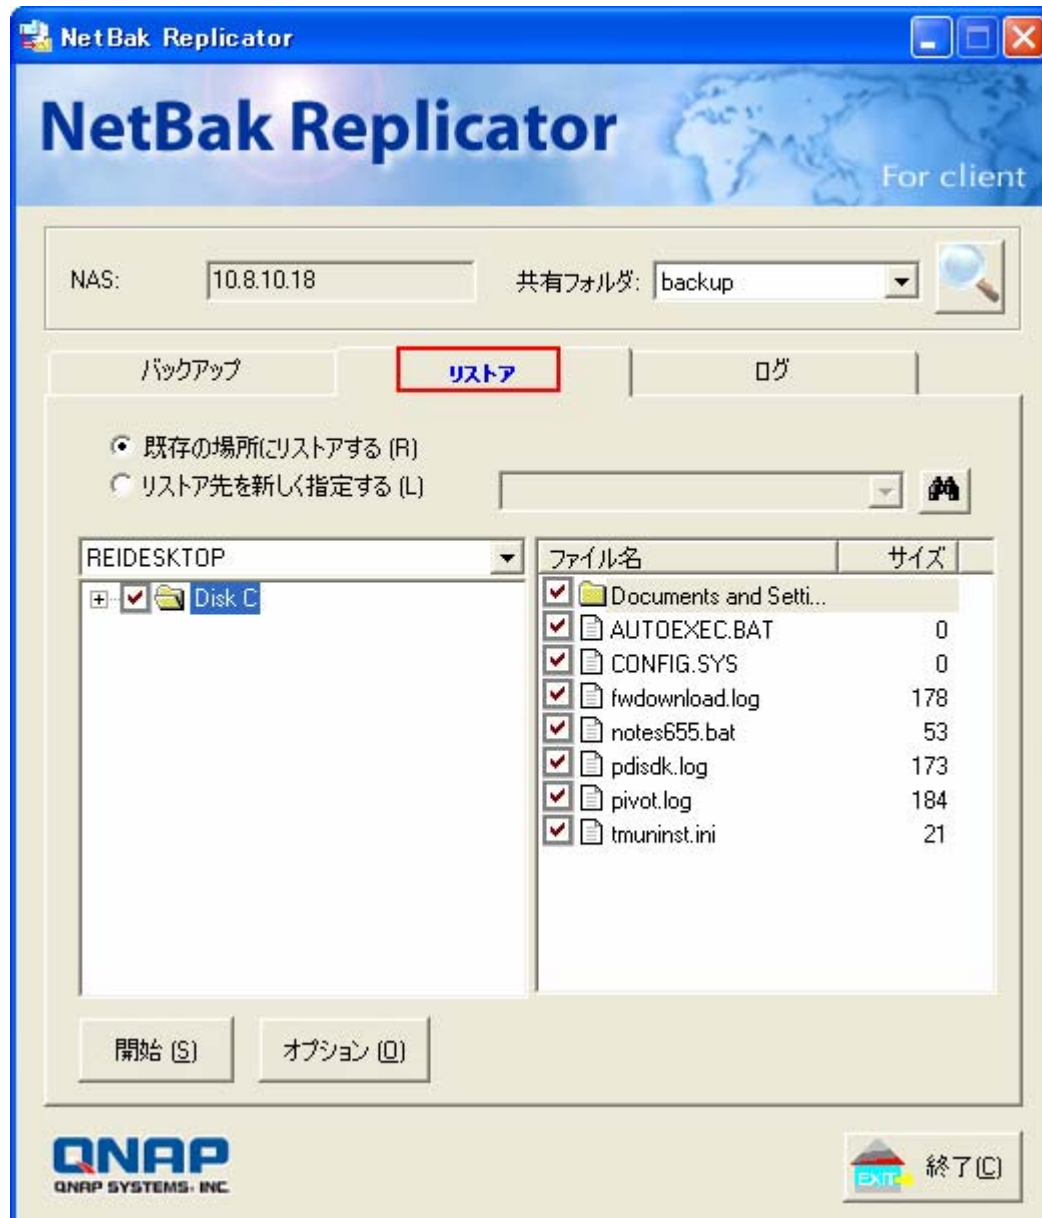 NetBak Replicator
NetBak Replicator
For client
NAS: 10.8.10.18 共有フォルダ: backup
バックアップ リストア ログ
既存の場所にリストアする (R)
リストア先を新しく指定する (L)
REIDESKTOP
Disk C
ファイル名 サイズ
Documents and Setti...
AUTOEXEC.BAT 0
CONFIG.SYS 0
fwdownload.log 178
notes655.bat 53
pdisdk.log 173
pivot.log 184
tmuninst.ini 21
開始 (S) オプション (O)
QNAP
QNAP SYSTEMS, INC.
EXIT 終了(C)